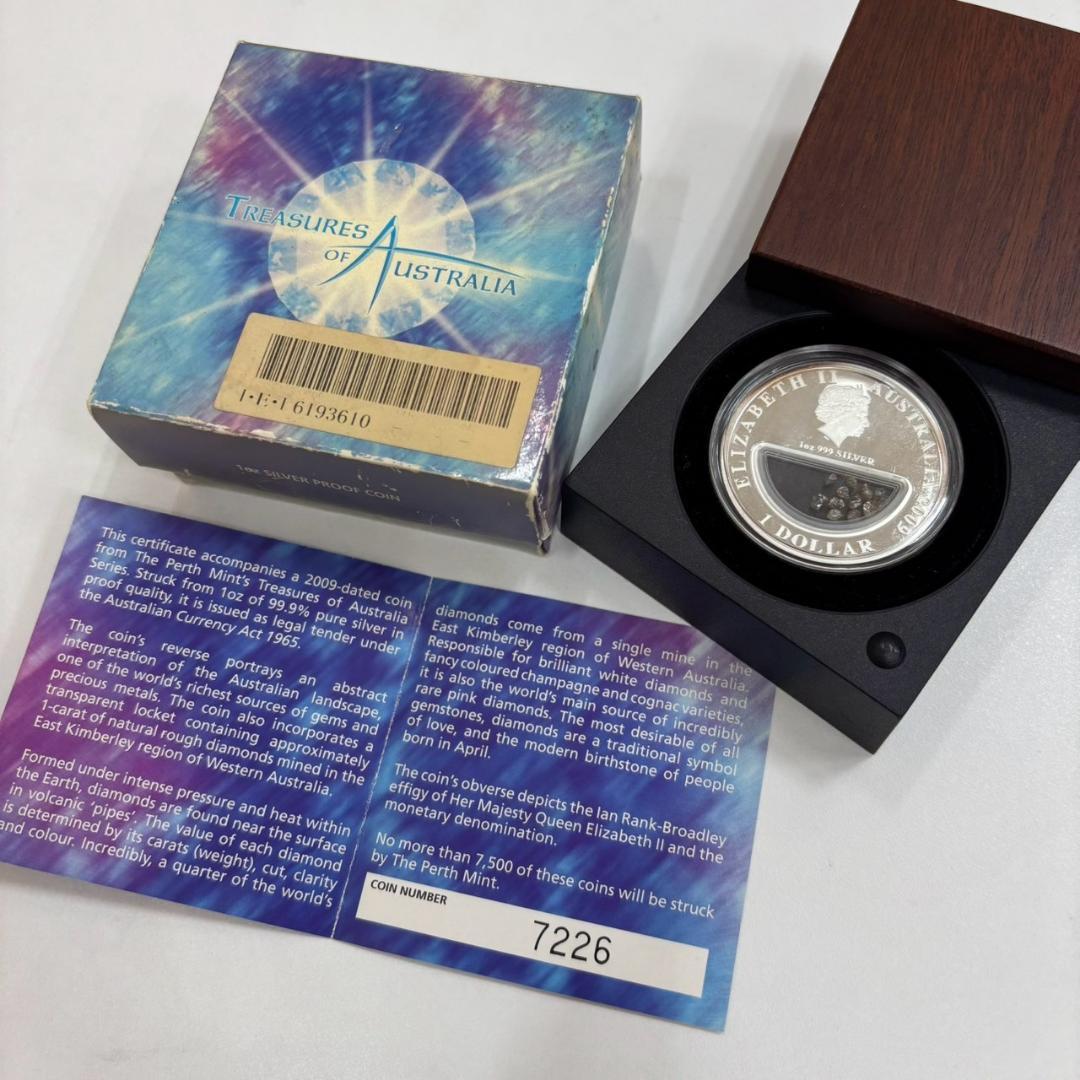 TREASURES
OF AUSTRALIA
I·E·I 6193610
1oz SILVER PROOF COIN
ELIZABETH II AUSTRALIA 2009
1oz 999 SILVER
1 DOLLAR
This certificate accompanies a 2009-dated coin
from The Perth Mint's Treasures of Australia
Series. Struck from 1oz of 99.9% pure silver in
proof quality, it is issued as legal tender under
the Australian Currency Act 1965.
The coin's reverse portrays an abstract
interpretation of the Australian landscape,
one of the world's richest sources of gems and
precious metals. The coin also incorporates a
transparent locket containing approximately
1-carat of natural rough diamonds mined in the
East Kimberley region of Western Australia.
Formed under intense pressure and heat within
the Earth, diamonds are found near the surface
in volcanic 'pipes'. The value of each diamond
is determined by its carats (weight), cut, clarity
and colour. Incredibly, a quarter of the world's
diamonds come from a single mine in the
East Kimberley region of Western Australia.
Responsible for brilliant white diamonds and
fancy coloured champagne and cognac varieties,
it is also the world's main source of incredibly
rare pink diamonds. The most desirable of all
gemstones, diamonds are a traditional symbol
of love, and the modern birthstone of people
born in April.
The coin's obverse depicts the Ian Rank-Broadley
effigy of Her Majesty Queen Elizabeth II and the
monetary denomination.
No more than 7,500 of these coins will be struck
by The Perth Mint.
COIN NUMBER
7226